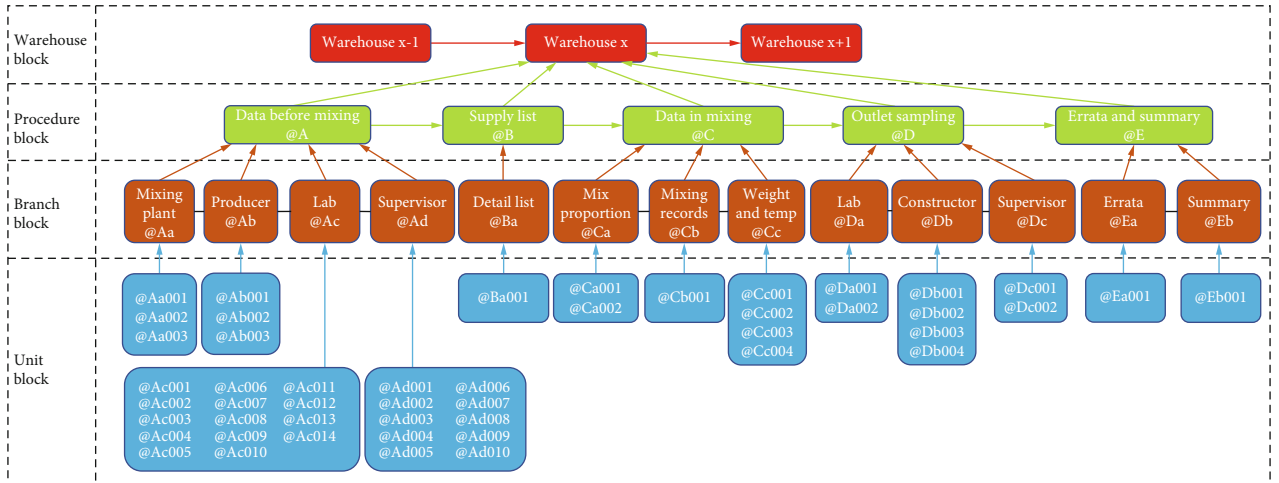 Warehouse
block
Warehouse x-1
Warehouse x
Warehouse x+1
Procedure
block
Data before mixing
@A
Supply list
@B
Data in mixing
@C
Outlet sampling
@D
Errata and summary
@E
Branch
block
Mixing
plant
@Aa
Producer
@Ab
Lab
@Ac
Supervisor
@Ad
Detail list
@Ba
Mix
proportion
@Ca
Mixing
records
@Cb
Weight
and temp
@Cc
Lab
@Da
Constructor
@Db
Supervisor
@Dc
Errata
@Ea
Summary
@Eb
Unit
block
@Aa001
@Aa002
@Aa003
@Ab001
@Ab002
@Ab003
@Ba001
@Ca001
@Ca002
@Cb001
@Cc001
@Cc002
@Cc003
@Cc004
@Da001
@Da002
@Db001
@Db002
@Db003
@Db004
@Dc001
@Dc002
@Ea001
@Eb001
@Ac001 @Ac006 @Ac011
@Ac002 @Ac007 @Ac012
@Ac003 @Ac008 @Ac013
@Ac004 @Ac009 @Ac014
@Ac005 @Ac010
@Ad001 @Ad006
@Ad002 @Ad007
@Ad003 @Ad008
@Ad004 @Ad009
@Ad005 @Ad010